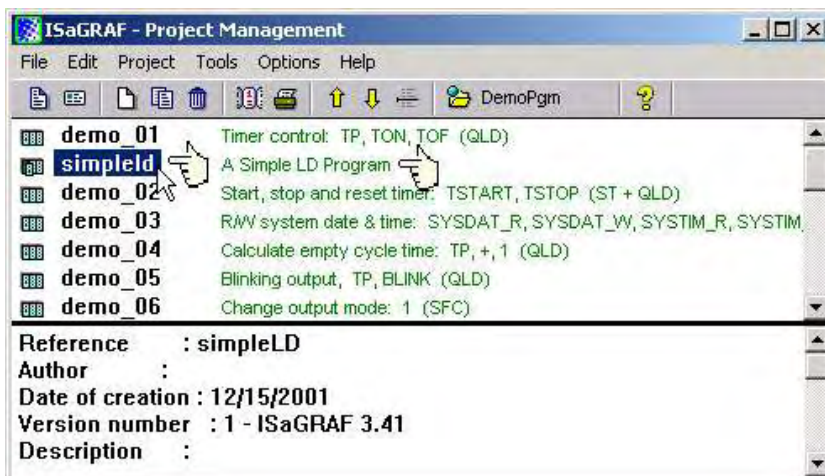 ISaGRAF - Project Management
File Edit Project Tools Options Help
DemoPgm
demo_01 Timer control: TP, TON, TOF (QLD)
simpleld A Simple LD Program
demo_02 Start, stop and reset timer: TSTART, TSTOP (ST + QLD)
demo_03 R/W system date & time: SYSDAT_R, SYSDAT_W, SYSTIM_R, SYSTIM_
demo_04 Calculate empty cycle time: TP, +, 1 (QLD)
demo_05 Blinking output, TP, BLINK (QLD)
demo_06 Change output mode: 1 (SFC)
Reference : simpleLD
Author :
Date of creation : 12/15/2001
Version number : 1 - ISaGRAF 3.41
Description :